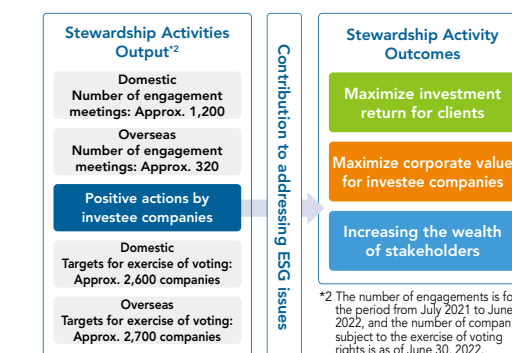 Stewardship Activities
Output*2
Domestic
Number of engagement
meetings: Approx. 1,200
Overseas
Number of engagement
meetings: Approx. 320
Positive actions by
investee companies
Domestic
Targets for exercise of voting:
Approx. 2,600 companies
Overseas
Targets for exercise of voting:
Approx. 2,700 companies
Contribution to addressing ESG issues
Stewardship Activity
Outcomes
Maximize investment
return for clients
Maximize corporate value
for investee companies
Increasing the wealth
of stakeholders
*2 The number of engagements is
the period from July 2021 to June
2022, and the number of
subject to the exercise of voting
rights is as of June 30, 2022.